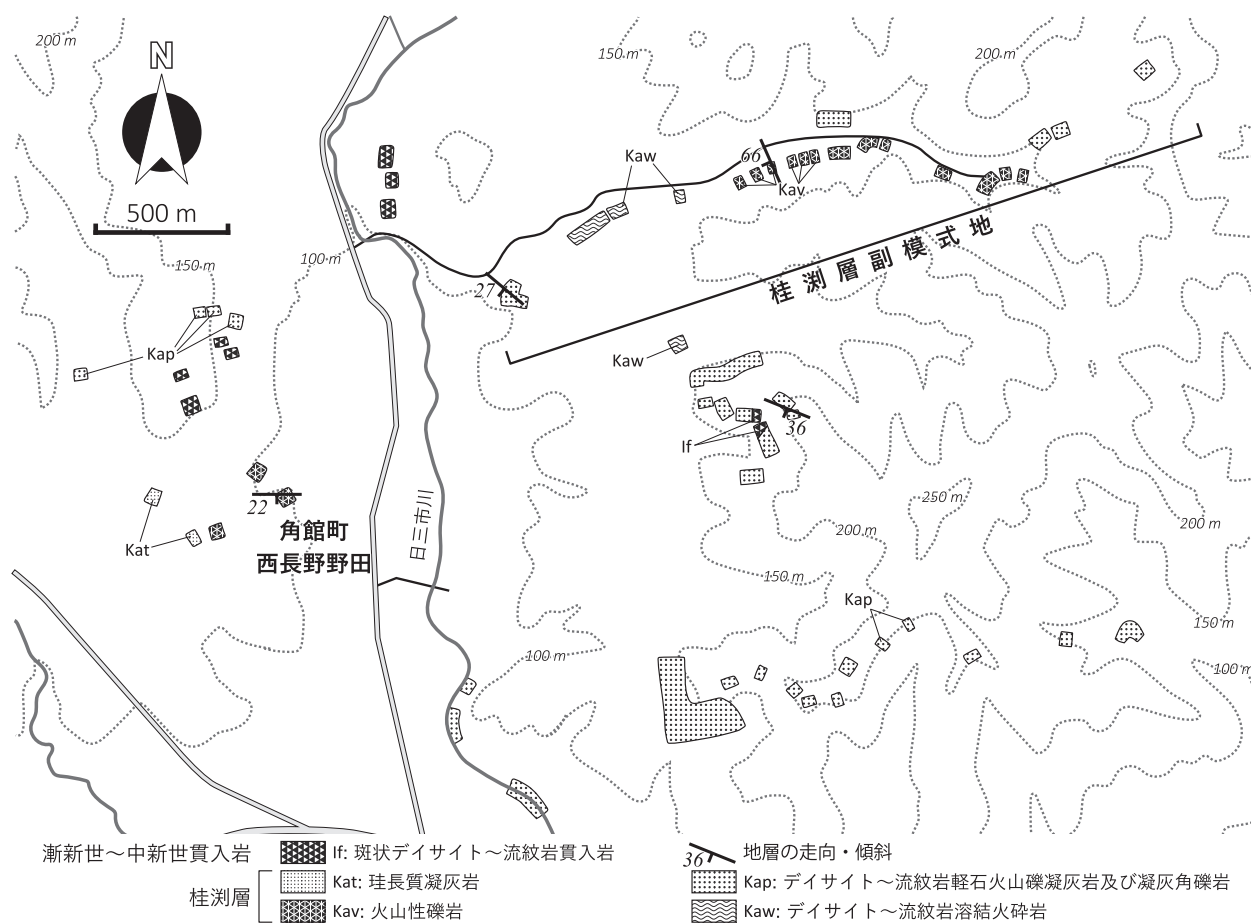 200 m
N
500 m
150 m
100 m
150 m
200 m
Kaw
66
Kav
27
桂渕層副模式地
Kap
Kaw
If
36
22
Kat
角館町
西長野野田
日三市川
250 m
200 m
200 m
150 m
Kap
150 m
100 m
100 m
漸新世～中新世貫入岩
If: 斑状デイサイト～流紋岩貫入岩
桂渕層
Kat: 珪長質凝灰岩
Kav: 火山性礫岩
36
地層の走向・傾斜
Kap: デイサイト～流紋岩軽石火山礫凝灰岩及び凝灰角礫岩
Kaw: デイサイト～流紋岩溶結火砕岩